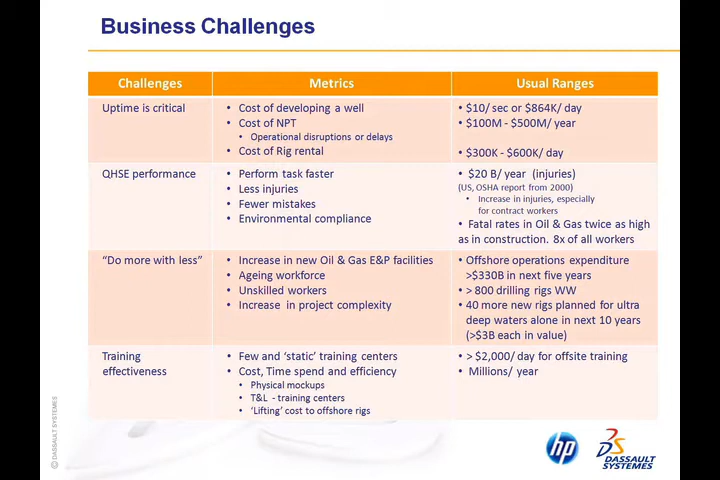 Business Challenges
Challenges Metrics Usual Ranges
Uptime is critical
• Cost of developing a well
• Cost of NPT
• Operational disruptions or delays
• Cost of Rig rental
• $10/ sec or $864K/ day
• $100M - $500M/ year
• $300K - $600K/ day
QHSE performance
• Perform task faster
• Less injuries
• Fewer mistakes
• Environmental compliance
• $20 B/ year (injuries)
(US, OSHA report from 2000)
• Increase in injuries, especially
for contract workers
• Fatal rates in Oil & Gas twice as high
as in construction. 8x of all workers
“Do more with less”
• Increase in new Oil & Gas E&P facilities
• Ageing workforce
• Unskilled workers
• Increase in project complexity
• Offshore operations expenditure
>$330B in next five years
• > 800 drilling rigs WW
• 40 more new rigs planned for ultra
deep waters alone in next 10 years
(>$3B each in value)
Training
effectiveness
• Few and ‘static’ training centers
• Cost, Time spend and efficiency
• Physical mockups
• T&L - training centers
• ‘Lifting’ cost to offshore rigs
• > $2,000/ day for offsite training
• Millions/ year
© DASSAULT SYSTEMES
hp
DASSAULT
SYSTEMES